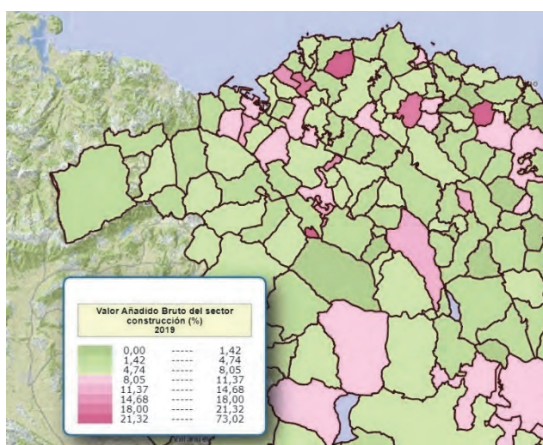 Valor Añadido Bruto del sector
construcción (%)
2019
0,00 ----- 1,42
1,42 ----- 4,74
4,74 ----- 8,05
8,05 ----- 11,37
11,37 ----- 14,68
14,68 ----- 18,00
18,00 ----- 21,32
21,32 ----- 73,02